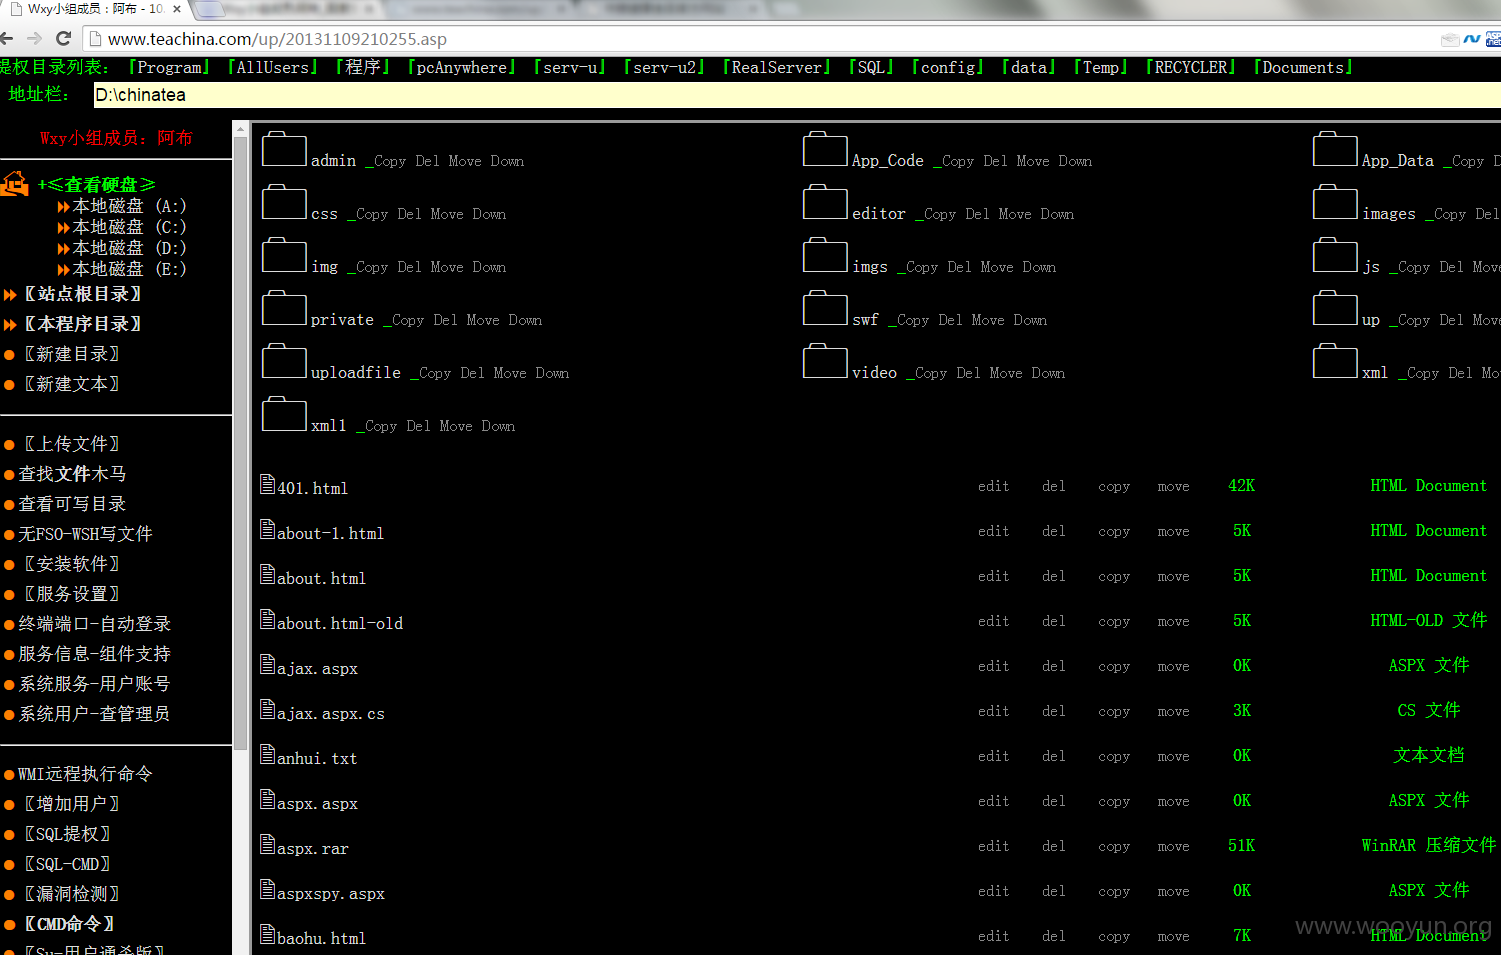 Wxy小组成员：阿布 - 10.
www.teachina.com/up/20131109210255.asp
提权目录列表： 『Program』 『AllUsers』 『程序』 『pcAnywhere』 『serv-u』 『serv-u2』 『RealServer』 『SQL』 『config』 『data』 『Temp』 『RECYCLER』 『Documents』
地址栏： D:\chinatea
Wxy小组成员：阿布
+≤查看硬盘≥
本地磁盘 (A:)
本地磁盘 (C:)
本地磁盘 (D:)
本地磁盘 (E:)
〖站点根目录〗
〖本程序目录〗
〖新建目录〗
〖新建文本〗
〖上传文件〗
查找文件木马
查看可写目录
无FSO-WSH写文件
〖安装软件〗
〖服务设置〗
终端端口-自动登录
服务信息-组件支持
系统服务-用户账号
系统用户-查管理员
WMI远程执行命令
〖增加用户〗
〖SQL提权〗
〖SQL-CMD〗
〖漏洞检测〗
〖CMD命令〗
〖Su-用户通杀版〗
admin _Copy Del Move Down App_Code _Copy Del Move Down App_Data _Copy D
css _Copy Del Move Down editor _Copy Del Move Down images _Copy Del
img _Copy Del Move Down imgs _Copy Del Move Down js _Copy Del Move
private _Copy Del Move Down swf _Copy Del Move Down up _Copy Del Move
uploadfile _Copy Del Move Down video _Copy Del Move Down xml _Copy Del Mo
xml1 _Copy Del Move Down
401.html edit del copy move 42K HTML Document
about-1.html edit del copy move 5K HTML Document
about.html edit del copy move 5K HTML Document
about.html-old edit del copy move 5K HTML-OLD 文件
ajax.aspx edit del copy move 0K ASPX 文件
ajax.aspx.cs edit del copy move 3K CS 文件
anhui.txt edit del copy move 0K 文本文档
aspx.aspx edit del copy move 0K ASPX 文件
aspx.rar edit del copy move 51K WinRAR 压缩文件
aspxspy.aspx edit del copy move 0K ASPX 文件
baohu.html edit del copy move 7K HTML Document
www.wooyun.org